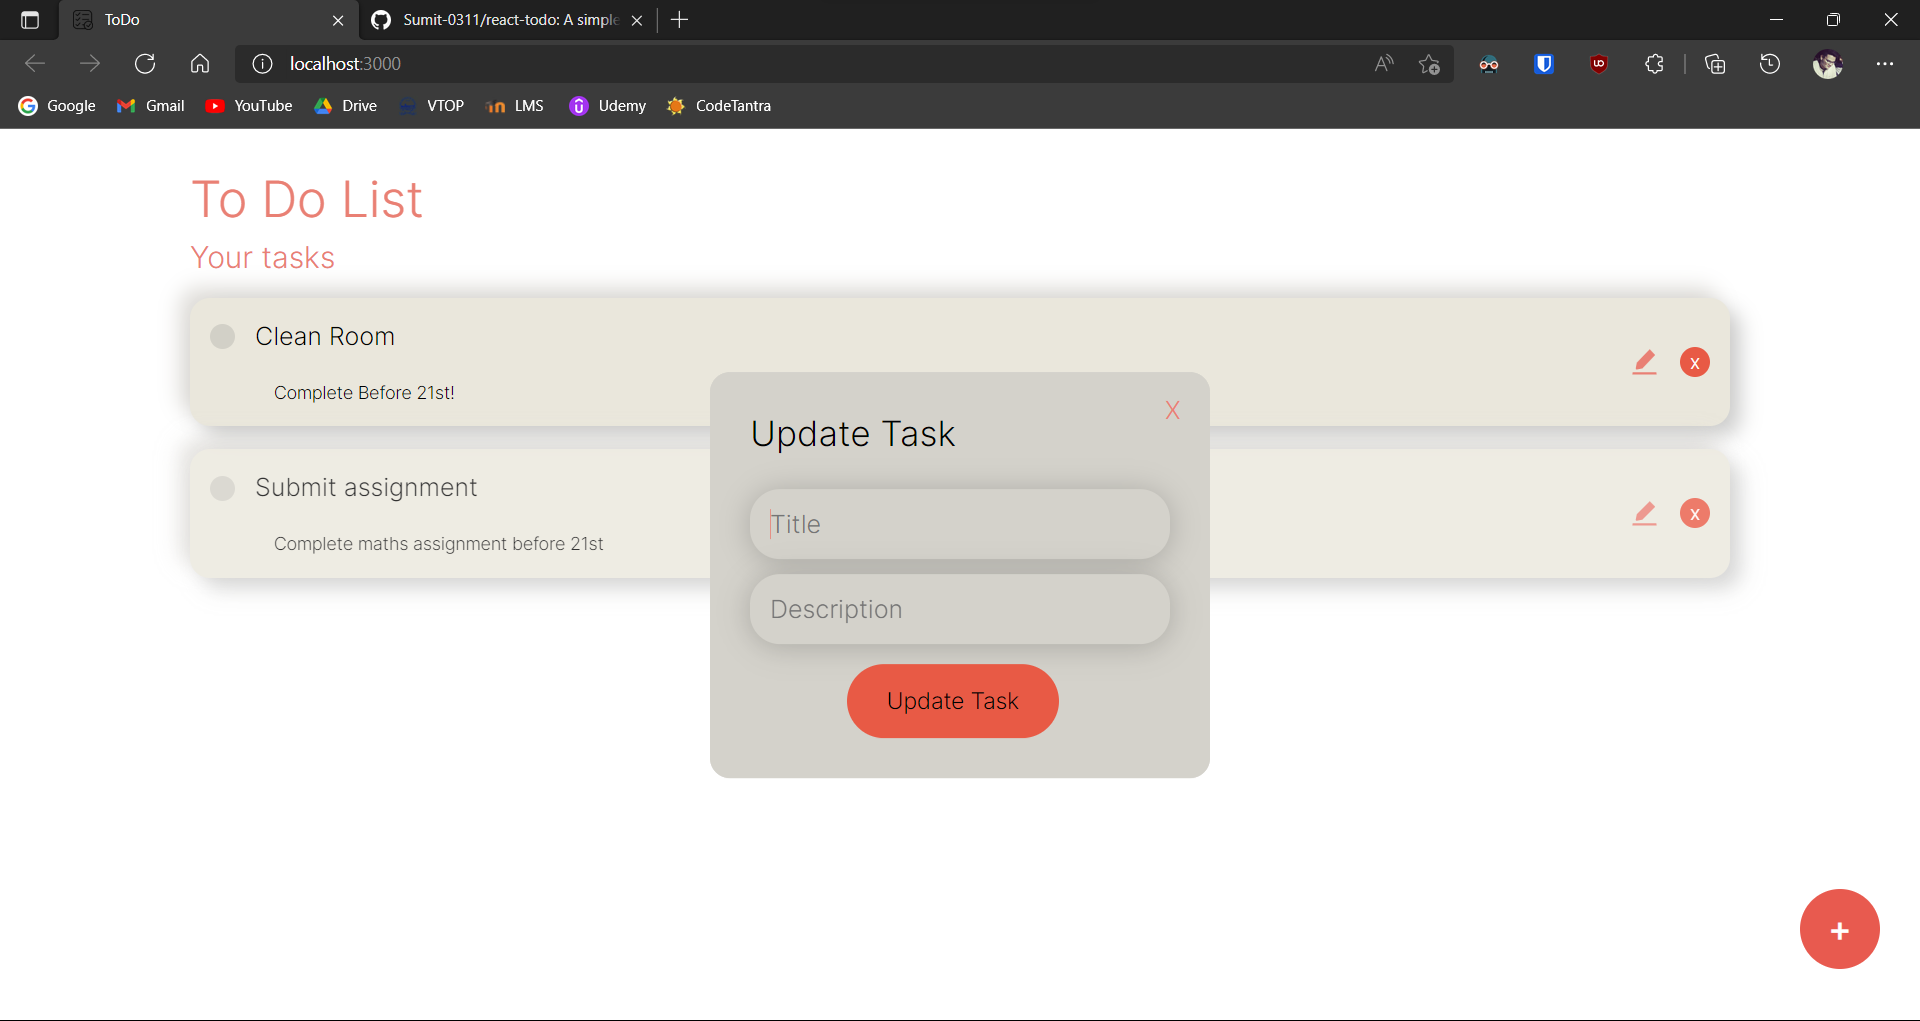 ToDo
Sumit-0311/react-todo: A simple
localhost:3000
Google Gmail YouTube Drive VTOP LMS Udemy CodeTantra
To Do List
Your tasks
Clean Room
Complete Before 21st!
x
Submit assignment
Complete maths assignment before 21st
x
X
Update Task
Title
Description
Update Task
+